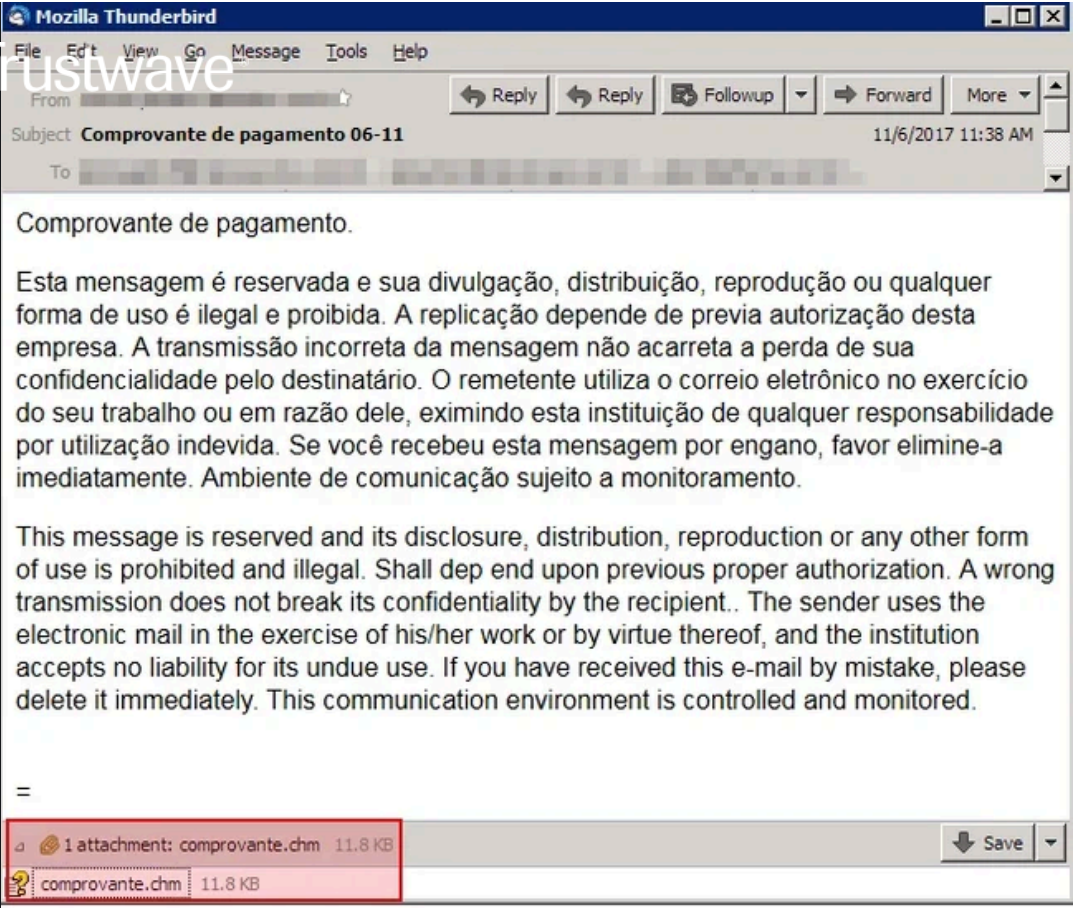 Mozilla Thunderbird
File Edit View Go Message Tools Help
Trustwave
From Reply Reply Followup Forward More
Subject Comprovante de pagamento 06-11 11/6/2017 11:38 AM
To
Comprovante de pagamento.
Esta mensagem é reservada e sua divulgação, distribuição, reprodução ou qualquer
forma de uso é ilegal e proibida. A replicação depende de previa autorização desta
empresa. A transmissão incorreta da mensagem não acarreta a perda de sua
confidencialidade pelo destinatário. O remetente utiliza o correio eletrônico no exercício
do seu trabalho ou em razão dele, eximindo esta instituição de qualquer responsabilidade
por utilização indevida. Se você recebeu esta mensagem por engano, favor elimine-a
imediatamente. Ambiente de comunicação sujeito a monitoramento.
This message is reserved and its disclosure, distribution, reproduction or any other form
of use is prohibited and illegal. Shall dep end upon previous proper authorization. A wrong
transmission does not break its confidentiality by the recipient.. The sender uses the
electronic mail in the exercise of his/her work or by virtue thereof, and the institution
accepts no liability for its undue use. If you have received this e-mail by mistake, please
delete it immediately. This communication environment is controlled and monitored.
=
1 attachment: comprovante.chm 11.8 KB Save
comprovante.chm 11.8 KB